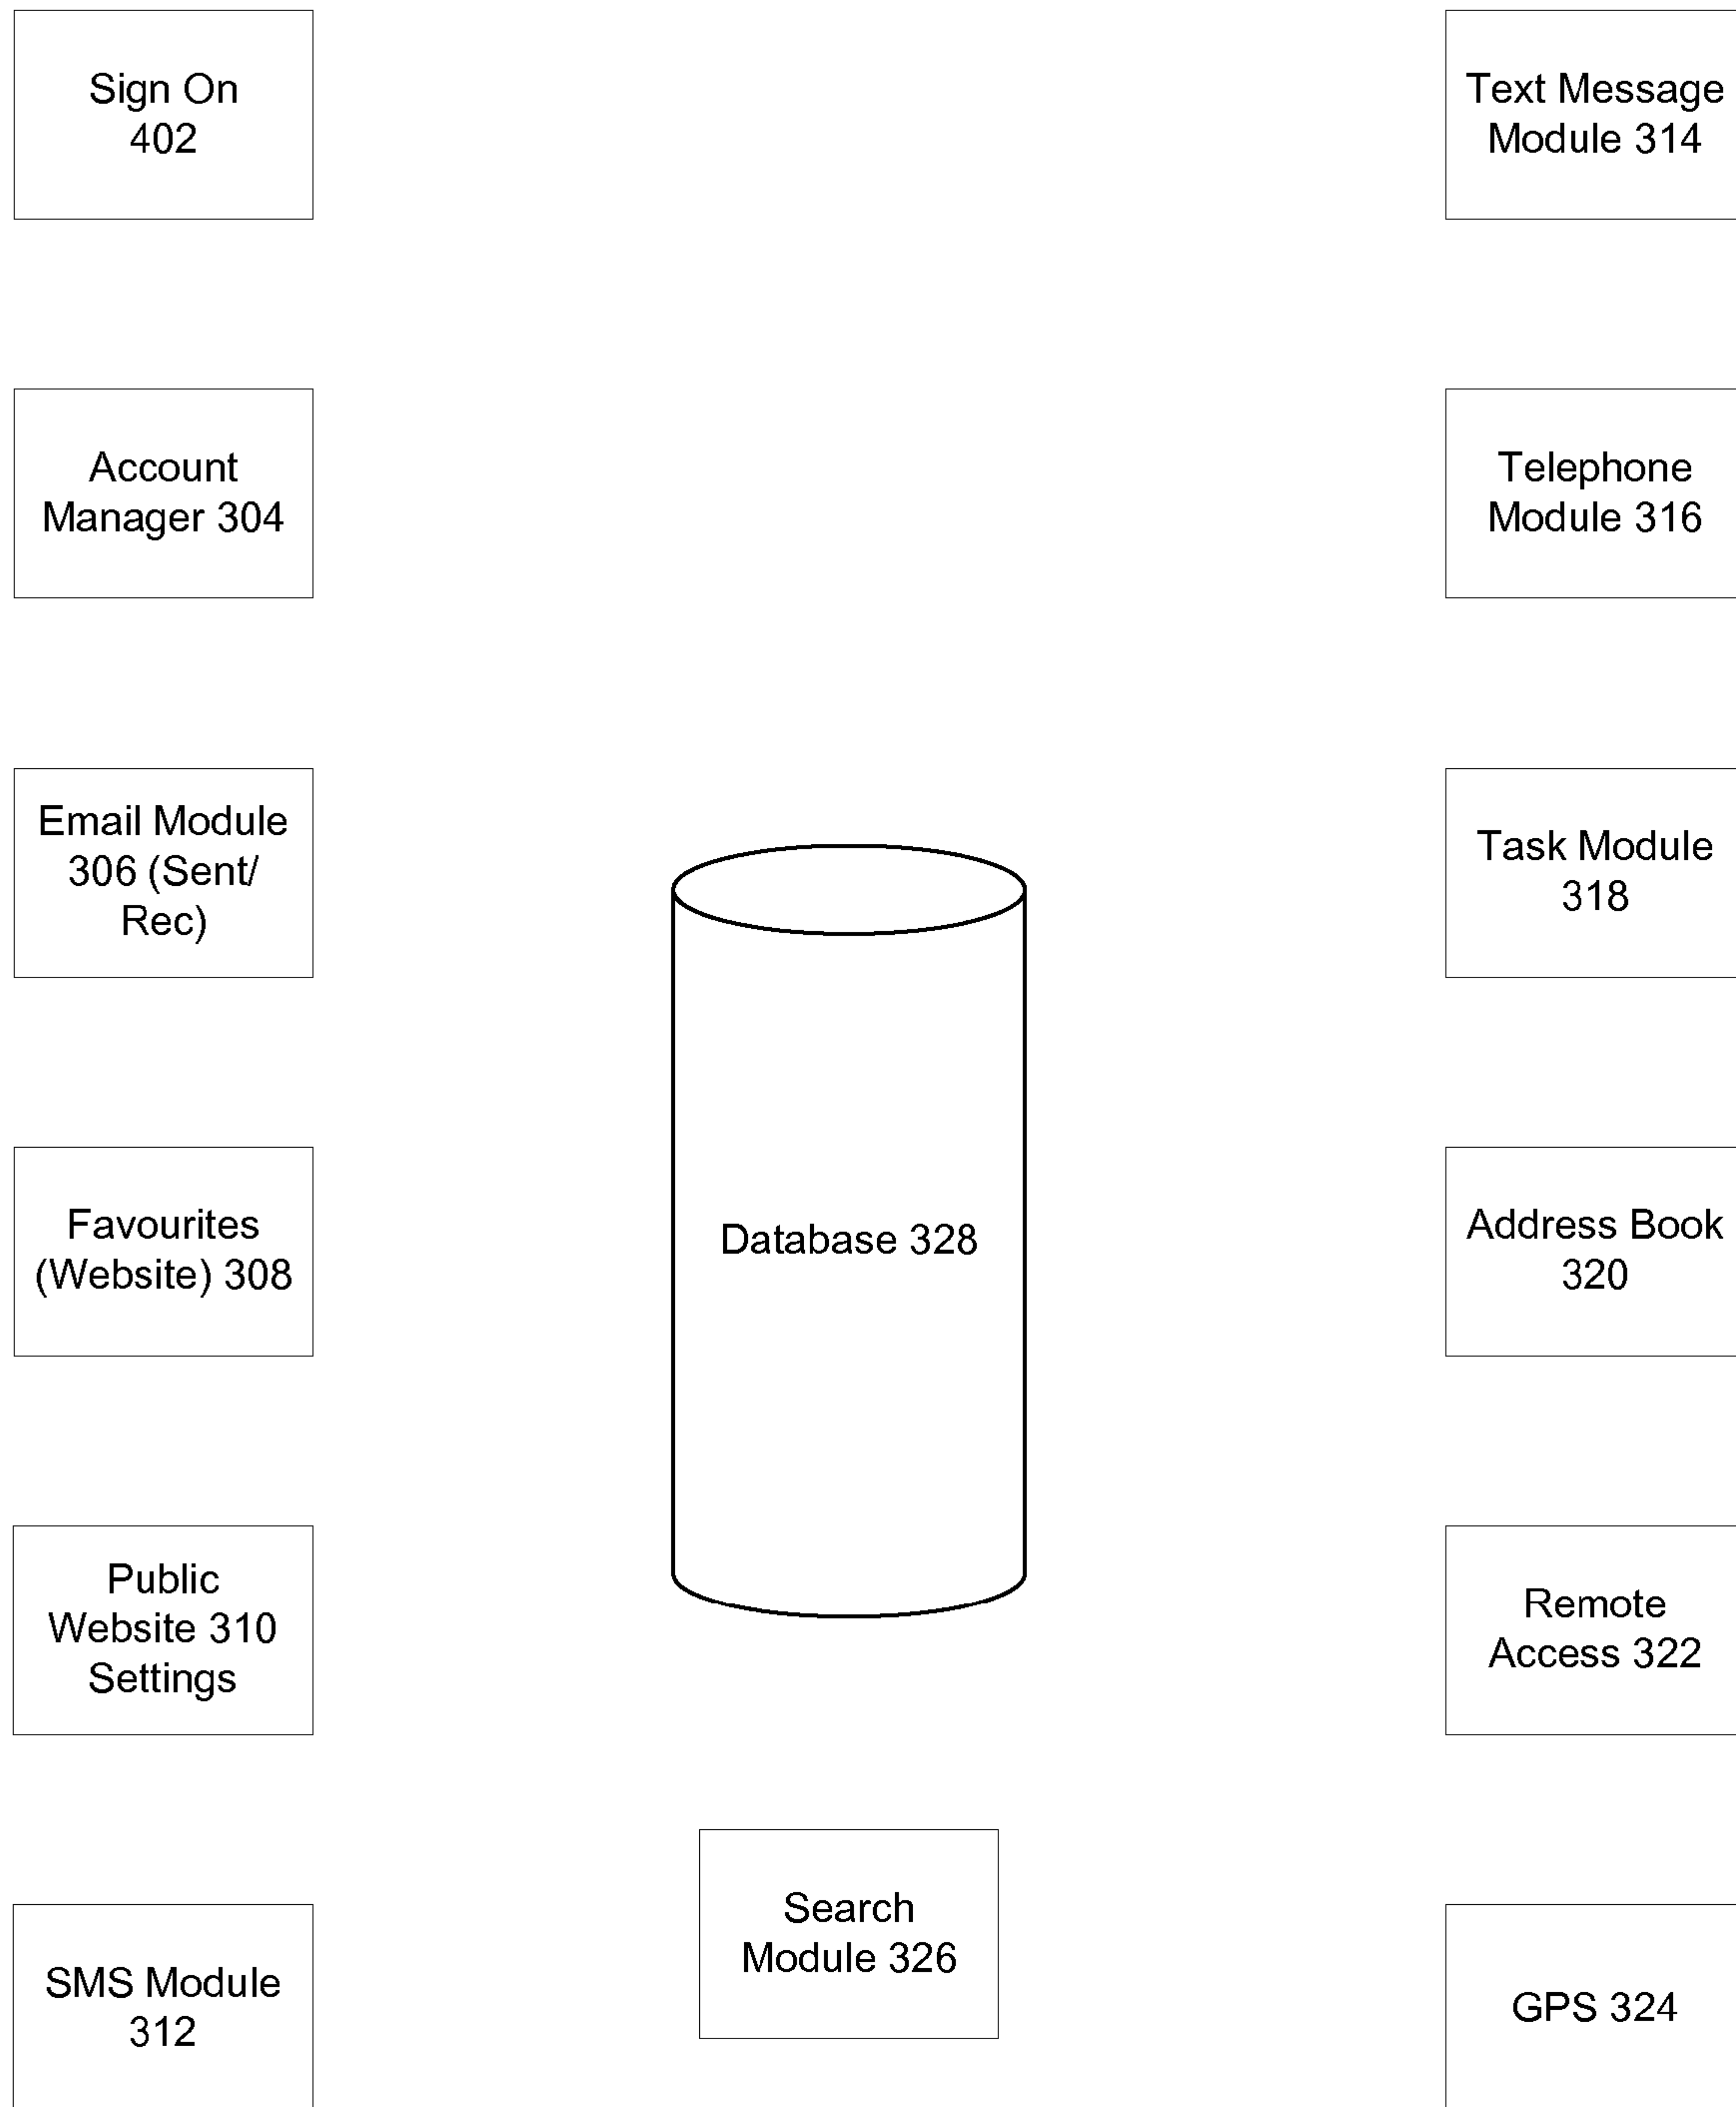 Sign On
402
Account
Manager 304
Email Module
306 (Sent/
Rec)
Favourites
(Website) 308
Public
Website 310
Settings
SMS Module
312
Database 328
Search
Module 326
Text Message
Module 314
Telephone
Module 316
Task Module
318
Address Book
320
Remote
Access 322
GPS 324